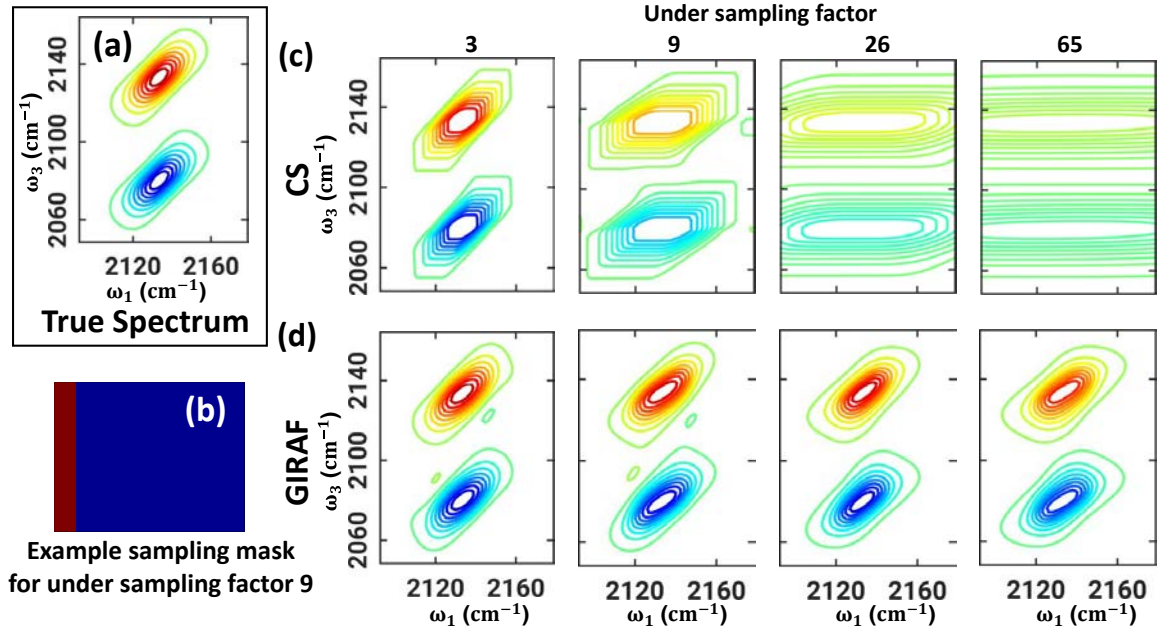 (a)
ω₃ (cm⁻¹)
2140
2100
2060
2120 2160
ω₁ (cm⁻¹)
True Spectrum
(b)
Example sampling mask
for under sampling factor 9
Under sampling factor
(c) 3 9 26 65
CS
ω₃ (cm⁻¹)
2140
2100
2060
(d)
GIRAF
ω₃ (cm⁻¹)
2140
2100
2060
2120 2160 2120 2160 2120 2160 2120 2160
ω₁ (cm⁻¹) ω₁ (cm⁻¹) ω₁ (cm⁻¹) ω₁ (cm⁻¹)